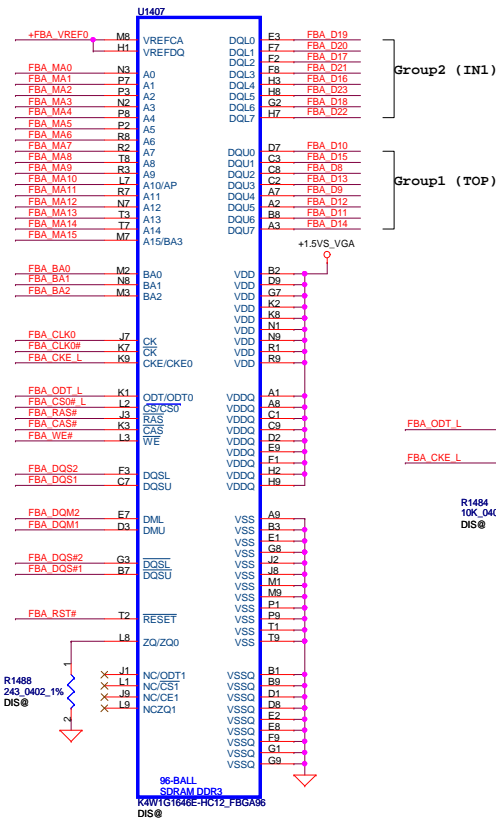 U1407
+FBA_VREF0 M8 VREFCA DQL0 E3 FBA_D19
H1 VREFDQ DQL1 F7 FBA_D20
DQL2 F2 FBA_D17
FBA_MA0 N3 A0 DQL3 F8 FBA_D21
FBA_MA1 P7 A1 DQL4 H3 FBA_D16
FBA_MA2 P3 A2 DQL5 H8 FBA_D23
FBA_MA3 N2 A3 DQL6 G2 FBA_D18
FBA_MA4 P8 A4 DQL7 H7 FBA_D22
Group2 (IN1)
FBA_MA5 P2 A5
FBA_MA6 R8 A6
FBA_MA7 R2 A7 DQU0 D7 FBA_D10
FBA_MA8 T8 A8 DQU1 C3 FBA_D15
FBA_MA9 R3 A9 DQU2 C8 FBA_D8
FBA_MA10 L7 A10/AP DQU3 C2 FBA_D13
FBA_MA11 R7 A11 DQU4 A7 FBA_D9
FBA_MA12 N7 A12 DQU5 A2 FBA_D12
FBA_MA13 T3 A13 DQU6 B8 FBA_D11
FBA_MA14 T7 A14 DQU7 A3 FBA_D14
Group1 (TOP)
FBA_MA15 M7 A15/BA3
+1.5VS_VGA
FBA_BA0 M2 BA0 VDD B2
FBA_BA1 N8 BA1 VDD D9
FBA_BA2 M3 BA2 VDD G7
VDD K2
VDD K8
VDD N1
FBA_CLK0 J7 CK VDD N9
FBA_CLK0# K7 CK VDD R1
FBA_CKE_L K9 CKE/CKE0 VDD R9
FBA_ODT_L K1 ODT/ODT0 VDDQ A1
FBA_CS0#_L L2 CS/CS0 VDDQ A8
FBA_RAS# J3 RAS VDDQ C1
FBA_CAS# K3 CAS VDDQ C9
FBA_WE# L3 WE VDDQ D2
VDDQ E9
VDDQ F1
FBA_DQS2 F3 DQSL VDDQ H2
FBA_DQS1 C7 DQSU VDDQ H9
FBA_ODT_L
FBA_CKE_L
R1484
10K_040
DIS@
FBA_DQM2 E7 DML VSS A9
FBA_DQM1 D3 DMU VSS B3
VSS E1
VSS G8
FBA_DQS#2 G3 DQSL VSS J2
FBA_DQS#1 B7 DQSU VSS J8
VSS M1
VSS M9
VSS P1
FBA_RST# T2 RESET VSS P9
VSS T1
L8 ZQ/ZQ0 VSS T9
R1488
243_0402_1%
DIS@
1
2
J1 NC/ODT1 VSSQ B1
L1 NC/CS1 VSSQ B9
J9 NC/CE1 VSSQ D1
L9 NCZQ1 VSSQ D8
VSSQ E2
VSSQ E8
VSSQ F9
VSSQ G1
VSSQ G9
96-BALL
SDRAM DDR3
K4W1G1646E-HC12_FBGA96
DIS@